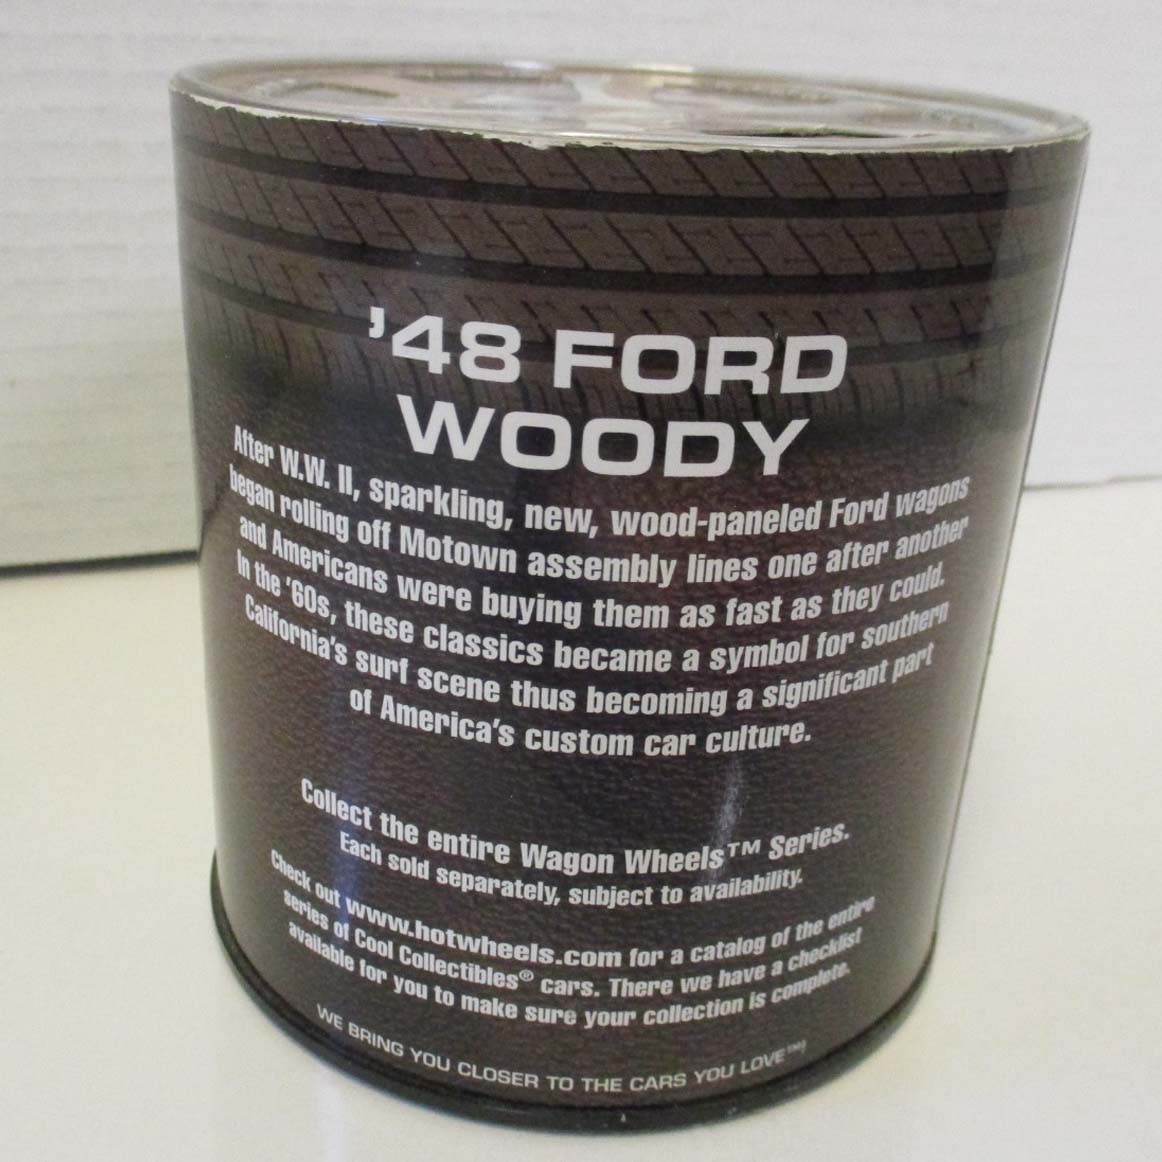 '48 FORD
WOODY
After W.W. II, sparkling, new, wood-paneled Ford wagons
began rolling off Motown assembly lines one after another
and Americans were buying them as fast as they could.
In the '60s, these classics became a symbol for southern
California's surf scene thus becoming a significant part
of America's custom car culture.
Collect the entire Wagon Wheels™ Series.
Each sold separately, subject to availability.
Check out www.hotwheels.com for a catalog of the entire
series of Cool Collectibles® cars. There we have a checklist
available for you to make sure your collection is complete.
WE BRING YOU CLOSER TO THE CARS YOU LOVE™!